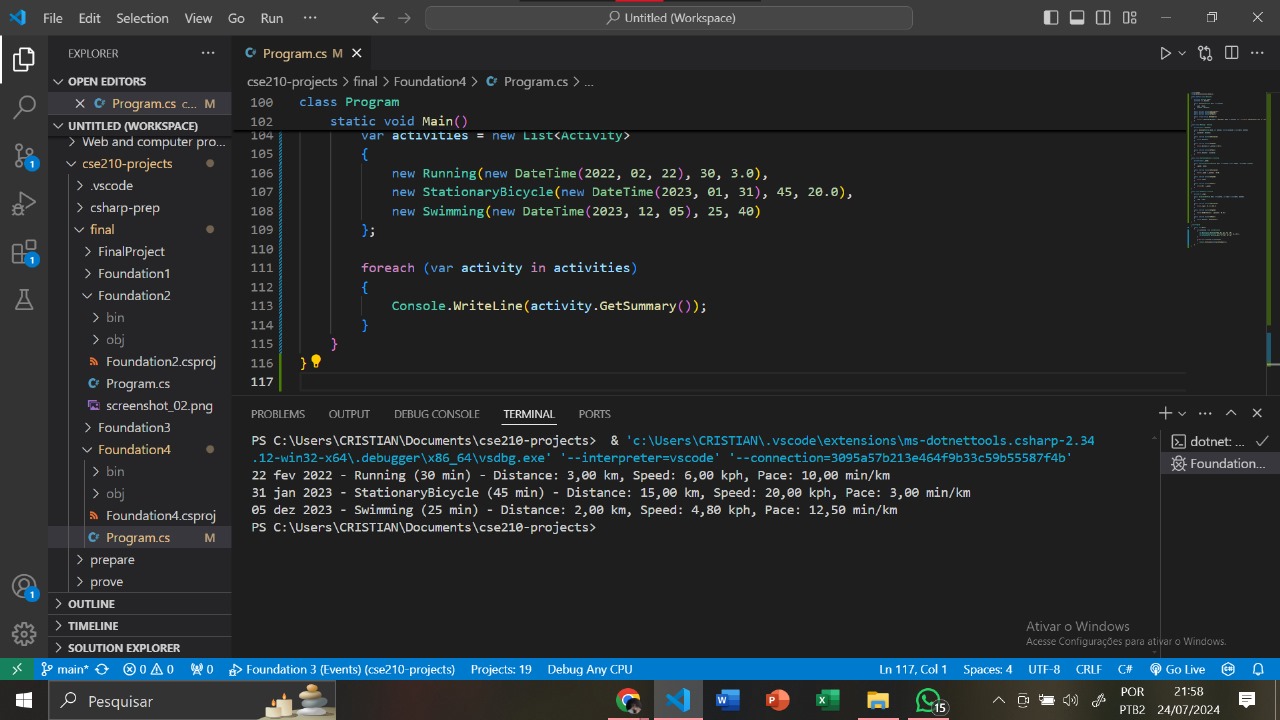 File Edit Selection View Go Run ··· Untitled (Workspace)
EXPLORER ···
OPEN EDITORS
Program.cs c... M
UNTITLED (WORKSPACE)
Web and computer pro...
cse210-projects
.vscode
csharp-prep
final
FinalProject
Foundation1
Foundation2
bin
obj
Foundation2.csproj
Program.cs
screenshot_02.png
Foundation3
Foundation4
bin
obj
Foundation4.csproj
Program.cs M
prepare
prove
OUTLINE
TIMELINE
SOLUTION EXPLORER
1
1
1
Program.cs M
cse210-projects > final > Foundation4 > Program.cs > ...
100 class Program
102 static void Main()
104 var activities = new List<Activity>
105 {
106 new Running(new DateTime(2022, 02, 22), 30, 3.0),
107 new StationaryBicycle(new DateTime(2023, 01, 31), 45, 20.0),
108 new Swimming(new DateTime(2023, 12, 05), 25, 40)
109 };
110
111 foreach (var activity in activities)
112 {
113 Console.WriteLine(activity.GetSummary());
114 }
115 }
116 }
117
PROBLEMS OUTPUT DEBUG CONSOLE TERMINAL PORTS
PS C:\Users\CRISTIAN\Documents\cse210-projects> & 'c:\Users\CRISTIAN\.vscode\extensions\ms-dotnettools.csharp-2.34
.12-win32-x64\.debugger\x86_64\vsdbg.exe' '--interpreter=vscode' '--connection=3095a57b213e464f9b33c59b55587f4b'
22 fev 2022 - Running (30 min) - Distance: 3,00 km, Speed: 6,00 kph, Pace: 10,00 min/km
31 jan 2023 - StationaryBicycle (45 min) - Distance: 15,00 km, Speed: 20,00 kph, Pace: 3,00 min/km
05 dez 2023 - Swimming (25 min) - Distance: 2,00 km, Speed: 4,80 kph, Pace: 12,50 min/km
PS C:\Users\CRISTIAN\Documents\cse210-projects>
dotnet: ...
Foundation...
Ativar o Windows
Acesse Configurações para ativar o Windows.
main* 0 0 0 Foundation 3 (Events) (cse210-projects) Projects: 19 Debug Any CPU Ln 117, Col 1 Spaces: 4 UTF-8 CRLF C# Go Live
Pesquisar 15 POR 21:58
PTB2 24/07/2024